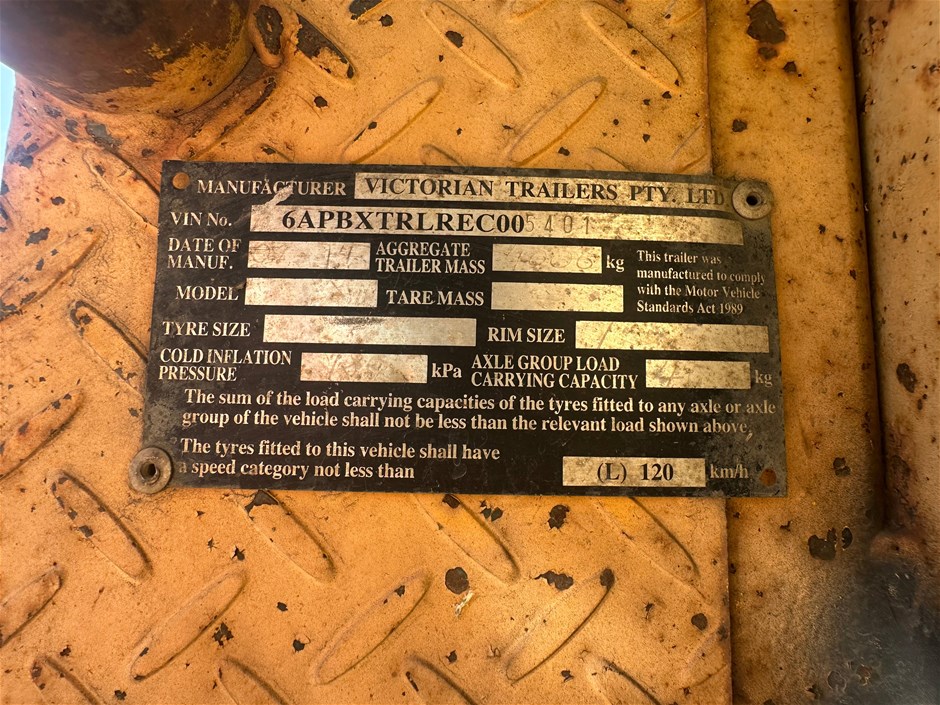 MANUFACTURER VICTORIAN TRAILERS PTY. LTD
VIN No. 6APBXTRLREC005401
DATE OF MANUF. AGGREGATE TRAILER MASS kg
This trailer was
manufactured to comply
with the Motor Vehicle
Standards Act 1989
MODEL TARE MASS
TYRE SIZE RIM SIZE
COLD INFLATION PRESSURE kPa AXLE GROUP LOAD CARRYING CAPACITY kg
The sum of the load carrying capacities of the tyres fitted to any axle or axle
group of the vehicle shall not be less than the relevant load shown above.
The tyres fitted to this vehicle shall have
a speed category not less than (L) 120 km/h